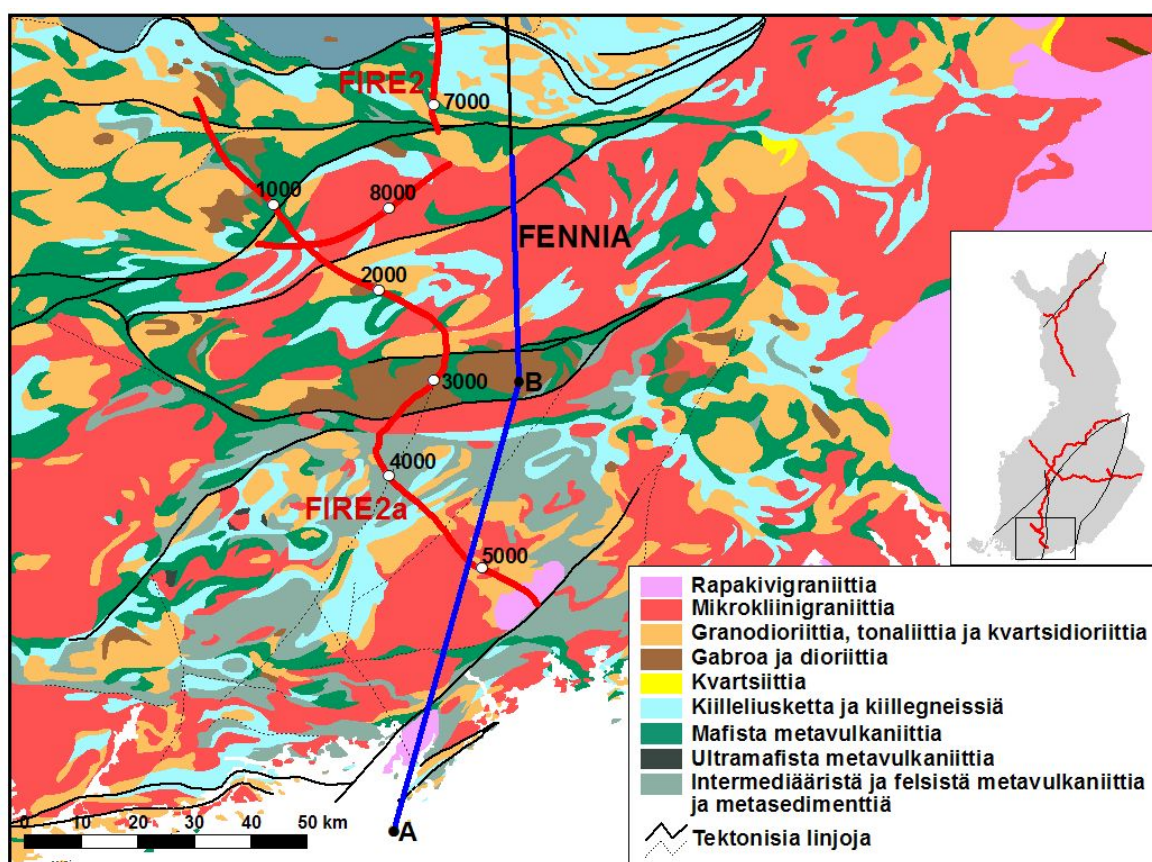 FIRE2
7000
1000
8000
FENNIA
2000
3000
B
4000
FIRE2a
5000
Rapakivigraniittia
Mikrokliinigraniittia
Granodioriittia, tonaliittia ja kvartsidioriittia
Gabroa ja dioriittia
Kvartsiittia
Kiilleliusketta ja kiillegneissiä
Mafista metavulkaniittia
Ultramafista metavulkaniittia
Intermediääristä ja felsistä metavulkaniittia
ja metasedimenttiä
Tektonisia linjoja
0 10 20 30 40 50 km
A